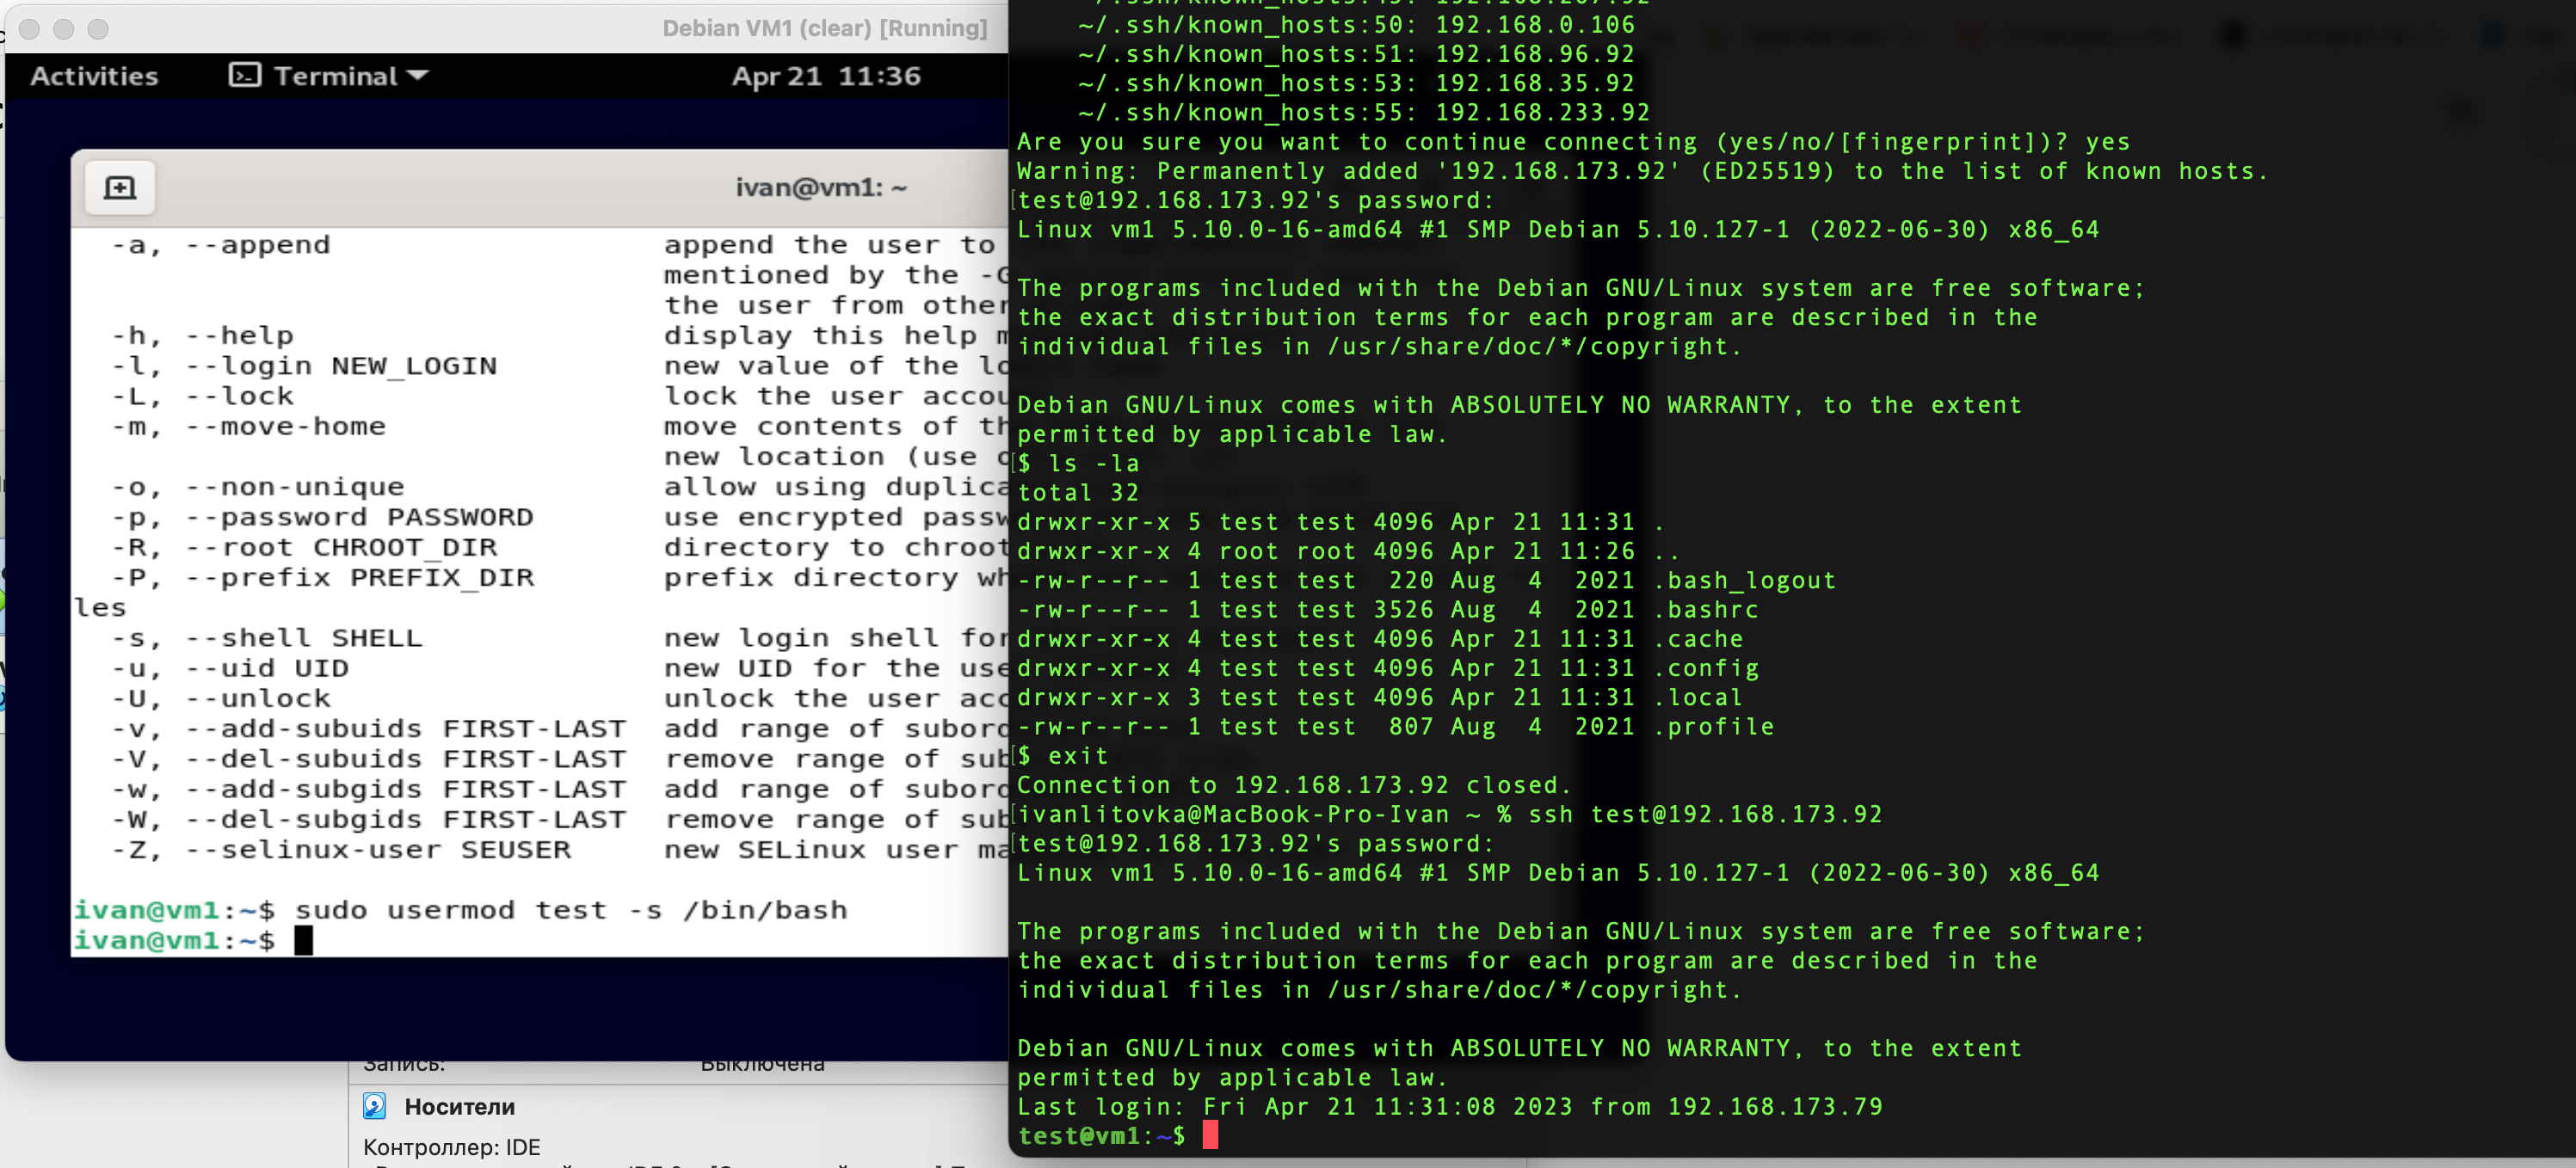 Debian VM1 (clear) [Running]
Activities
Terminal
Apr 21 11:36
ivan@vm1: ~
-a, --append append the user to
mentioned by the -G
the user from other
-h, --help display this help
-l, --login NEW_LOGIN new value of the
-L, --lock lock the user
-m, --move-home move contents of
new location (use
-o, --non-unique allow using
-p, --password PASSWORD use encrypted
-R, --root CHROOT_DIR directory to chroot
-P, --prefix PREFIX_DIR prefix directory
les
-s, --shell SHELL new login shell for
-u, --uid UID new UID for the
-U, --unlock unlock the user
-v, --add-subuids FIRST-LAST add range of
-V, --del-subuids FIRST-LAST remove range of
-w, --add-subgids FIRST-LAST add range of
-W, --del-subgids FIRST-LAST remove range of
-Z, --selinux-user SEUSER new SELinux user
ivan@vm1:~$ sudo usermod test -s /bin/bash
ivan@vm1:~$
Запись: Выключена
Носители
Контроллер: IDE
~/.ssh/known_hosts:50: 192.168.0.106
~/.ssh/known_hosts:51: 192.168.96.92
~/.ssh/known_hosts:53: 192.168.35.92
~/.ssh/known_hosts:55: 192.168.233.92
Are you sure you want to continue connecting (yes/no/[fingerprint])? yes
Warning: Permanently added '192.168.173.92' (ED25519) to the list of known hosts.
[test@192.168.173.92's password:
Linux vm1 5.10.0-16-amd64 #1 SMP Debian 5.10.127-1 (2022-06-30) x86_64
The programs included with the Debian GNU/Linux system are free software;
the exact distribution terms for each program are described in the
individual files in /usr/share/doc/*/copyright.
Debian GNU/Linux comes with ABSOLUTELY NO WARRANTY, to the extent
permitted by applicable law.
[$ ls -la
total 32
drwxr-xr-x 5 test test 4096 Apr 21 11:31 .
drwxr-xr-x 4 root root 4096 Apr 21 11:26 ..
-rw-r--r-- 1 test test 220 Aug 4 2021 .bash_logout
-rw-r--r-- 1 test test 3526 Aug 4 2021 .bashrc
drwxr-xr-x 4 test test 4096 Apr 21 11:31 .cache
drwxr-xr-x 4 test test 4096 Apr 21 11:31 .config
drwxr-xr-x 3 test test 4096 Apr 21 11:31 .local
-rw-r--r-- 1 test test 807 Aug 4 2021 .profile
[$ exit
Connection to 192.168.173.92 closed.
[ivanlitovka@MacBook-Pro-Ivan ~ % ssh test@192.168.173.92
[test@192.168.173.92's password:
Linux vm1 5.10.0-16-amd64 #1 SMP Debian 5.10.127-1 (2022-06-30) x86_64
The programs included with the Debian GNU/Linux system are free software;
the exact distribution terms for each program are described in the
individual files in /usr/share/doc/*/copyright.
Debian GNU/Linux comes with ABSOLUTELY NO WARRANTY, to the extent
permitted by applicable law.
Last login: Fri Apr 21 11:31:08 2023 from 192.168.173.79
test@vm1:~$